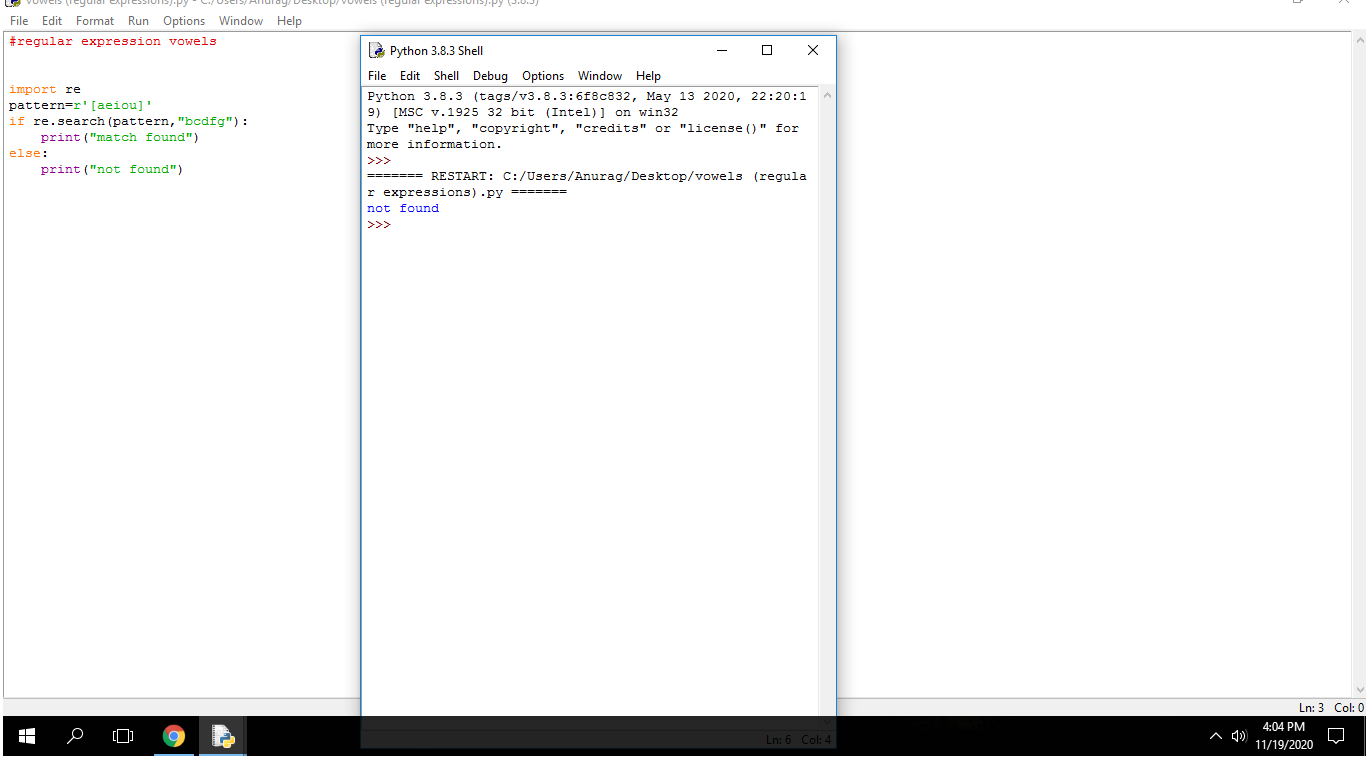 vowels (regular expressions).py - C:/Users/Anurag/Desktop/vowels (regular expressions).py (3.8.3)
File Edit Format Run Options Window Help
#regular expression vowels
import re
pattern=r'[aeiou]'
if re.search(pattern,"bcdfg"):
    print("match found")
else:
    print("not found")
Python 3.8.3 Shell
File Edit Shell Debug Options Window Help
Python 3.8.3 (tags/v3.8.3:6f8c832, May 13 2020, 22:20:1
9) [MSC v.1925 32 bit (Intel)] on win32
Type "help", "copyright", "credits" or "license()" for
more information.
>>>
======= RESTART: C:/Users/Anurag/Desktop/vowels (regula
r expressions).py =======
not found
>>>
Ln: 3 Col: 0
Ln: 6 Col: 4
4:04 PM
11/19/2020